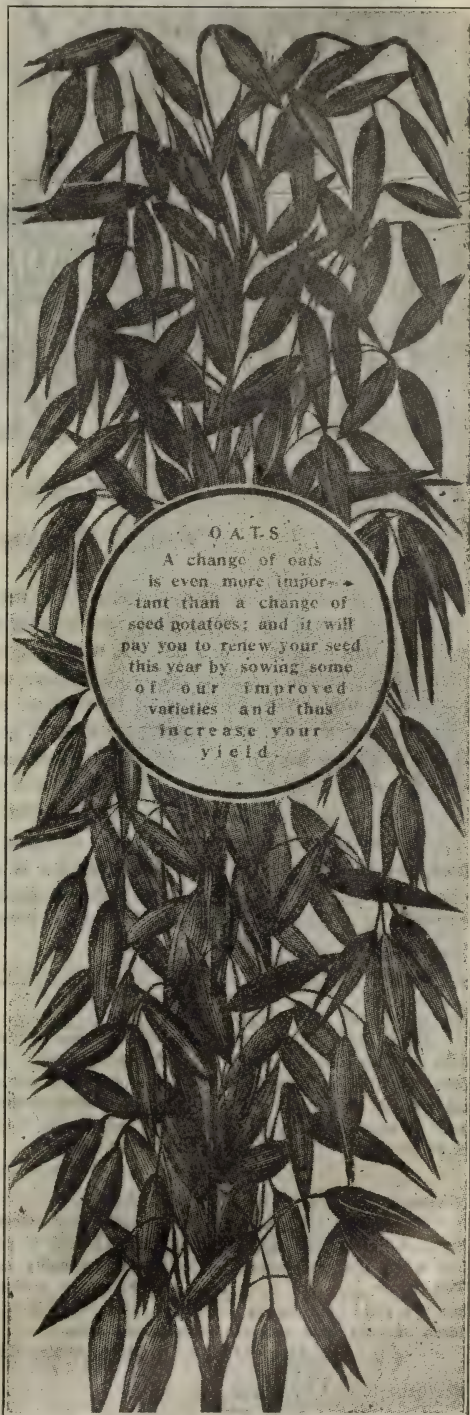 OATS
A change of oats
is even more impor-
tant than a change of
seed potatoes; and it will
pay you to renew your seed
this year by sowing some
of our improved
varieties and thus
increase your
yield.